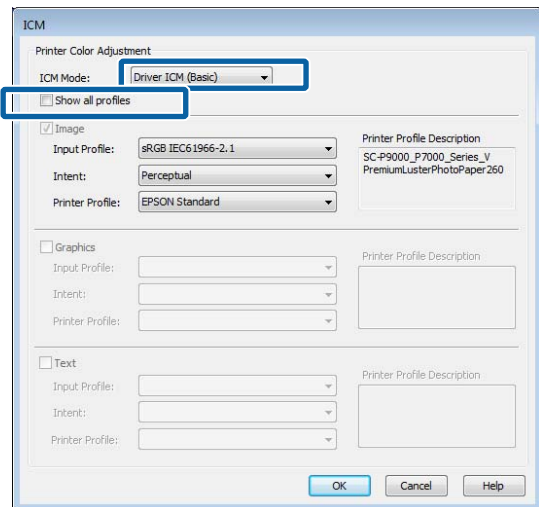 ICM
Printer Color Adjustment
ICM Mode: Driver ICM (Basic)
Show all profiles
Image
Input Profile: sRGB IEC61966-2.1
Intent: Perceptual
Printer Profile: EPSON Standard
Printer Profile Description
SC-P9000_P7000_Series_V
PremiumLusterPhotoPaper260
Graphics
Input Profile:
Intent:
Printer Profile:
Printer Profile Description
Text
Input Profile:
Intent:
Printer Profile:
Printer Profile Description
OK Cancel Help